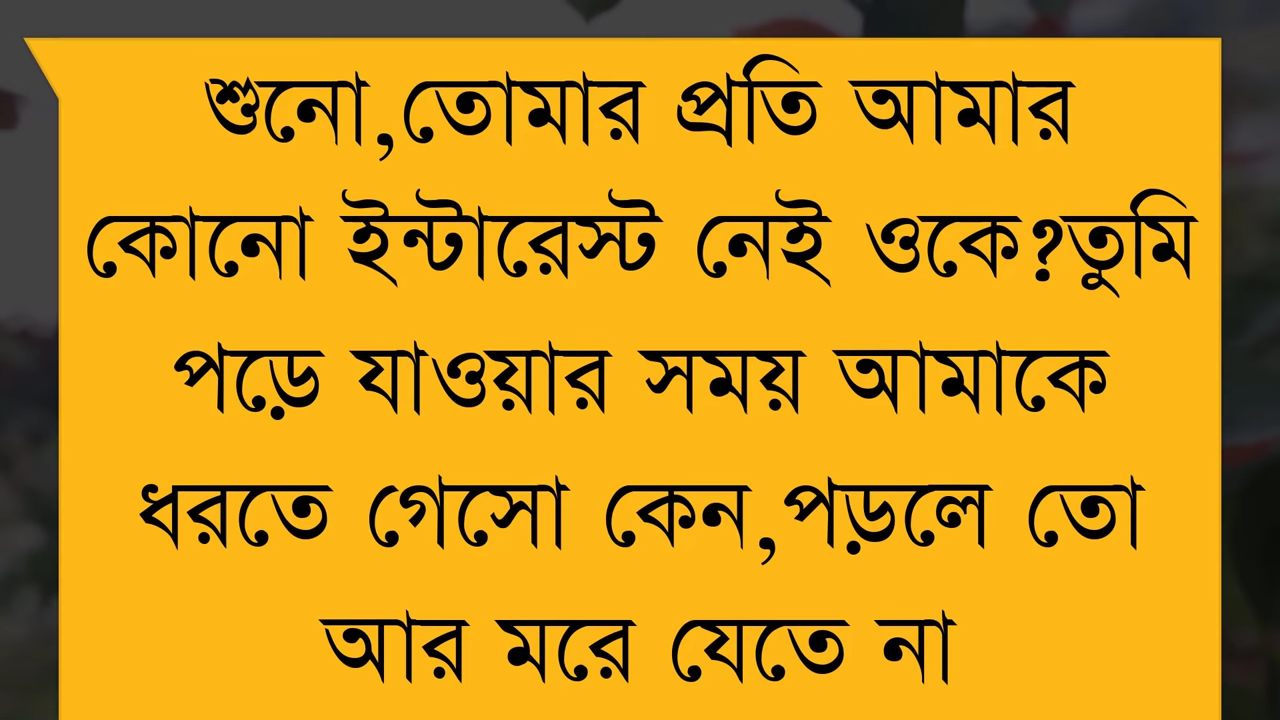 শুনো,তোমার প্রতি আমার
কোনো ইন্টারেস্ট নেই ওকে?তুমি
পড়ে যাওয়ার সময় আমাকে
ধরতে গেসো কেন,পড়লে তো
আর মরে যেতে না